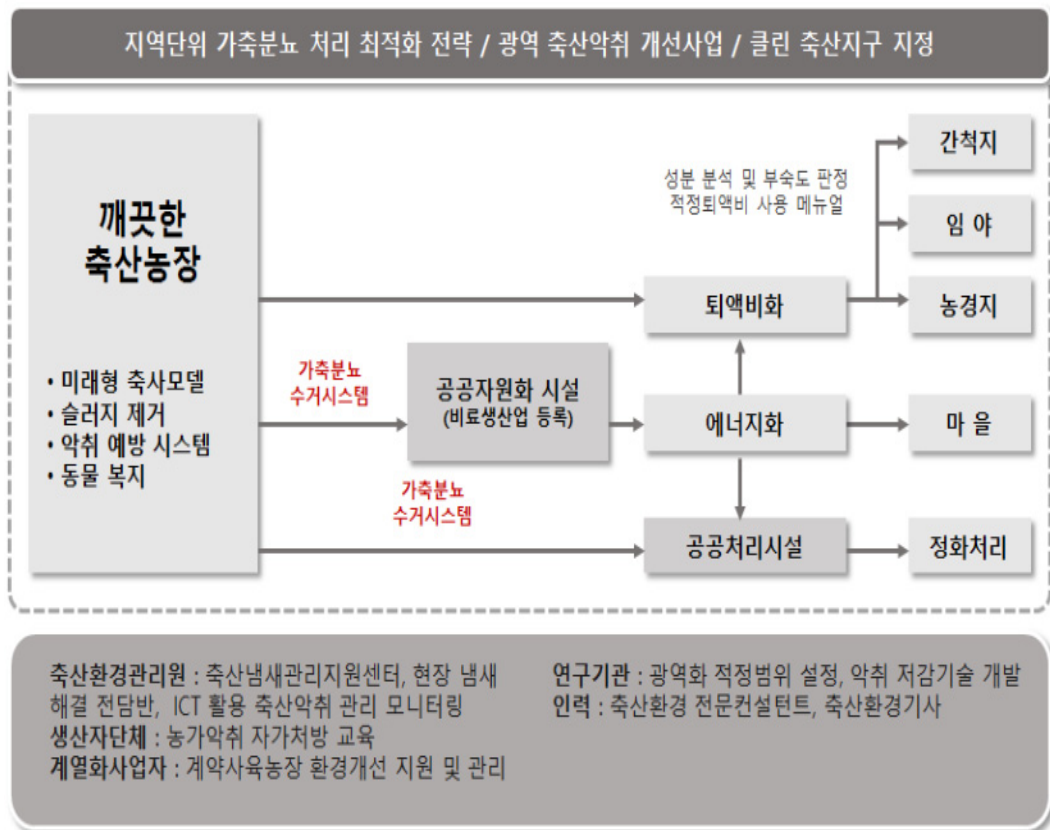 지역단위 가축분뇨 처리 최적화 전략 / 광역 축산악취 개선사업 / 클린 축산지구 지정
깨끗한
축산농장
• 미래형 축사모델
• 슬러지 제거
• 악취 예방 시스템
• 동물 복지
가축분뇨
수거시스템
공공자원화 시설
(비료생산업 등록)
가축분뇨
수거시스템
성분 분석 및 부숙도 판정
적정퇴액비 사용 메뉴얼
퇴액비화
에너지화
공공처리시설
간척지
임 야
농경지
마 을
정화처리
축산환경관리원 : 축산냄새관리지원센터, 현장 냄새
해결 전담반, ICT 활용 축산악취 관리 모니터링
생산자단체 : 농가악취 자가처방 교육
계열화사업자 : 계약사육농장 환경개선 지원 및 관리
연구기관 : 광역화 적정범위 설정, 악취 저감기술 개발
인력 : 축산환경 전문컨설턴트, 축산환경기사